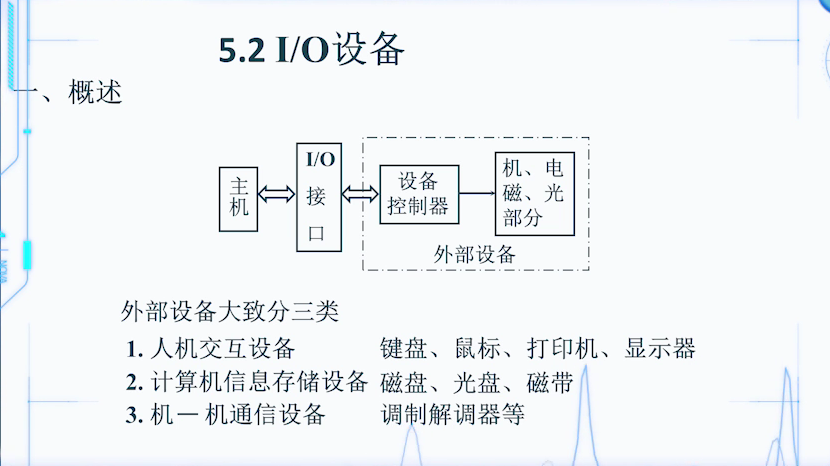 5.2 I/O设备
一、概述
主
机
I/O
接
口
设备
控制器
机、电
磁、光
部分
外部设备
外部设备大致分三类
1. 人机交互设备 键盘、鼠标、打印机、显示器
2. 计算机信息存储设备 磁盘、光盘、磁带
3. 机—机通信设备 调制解调器等